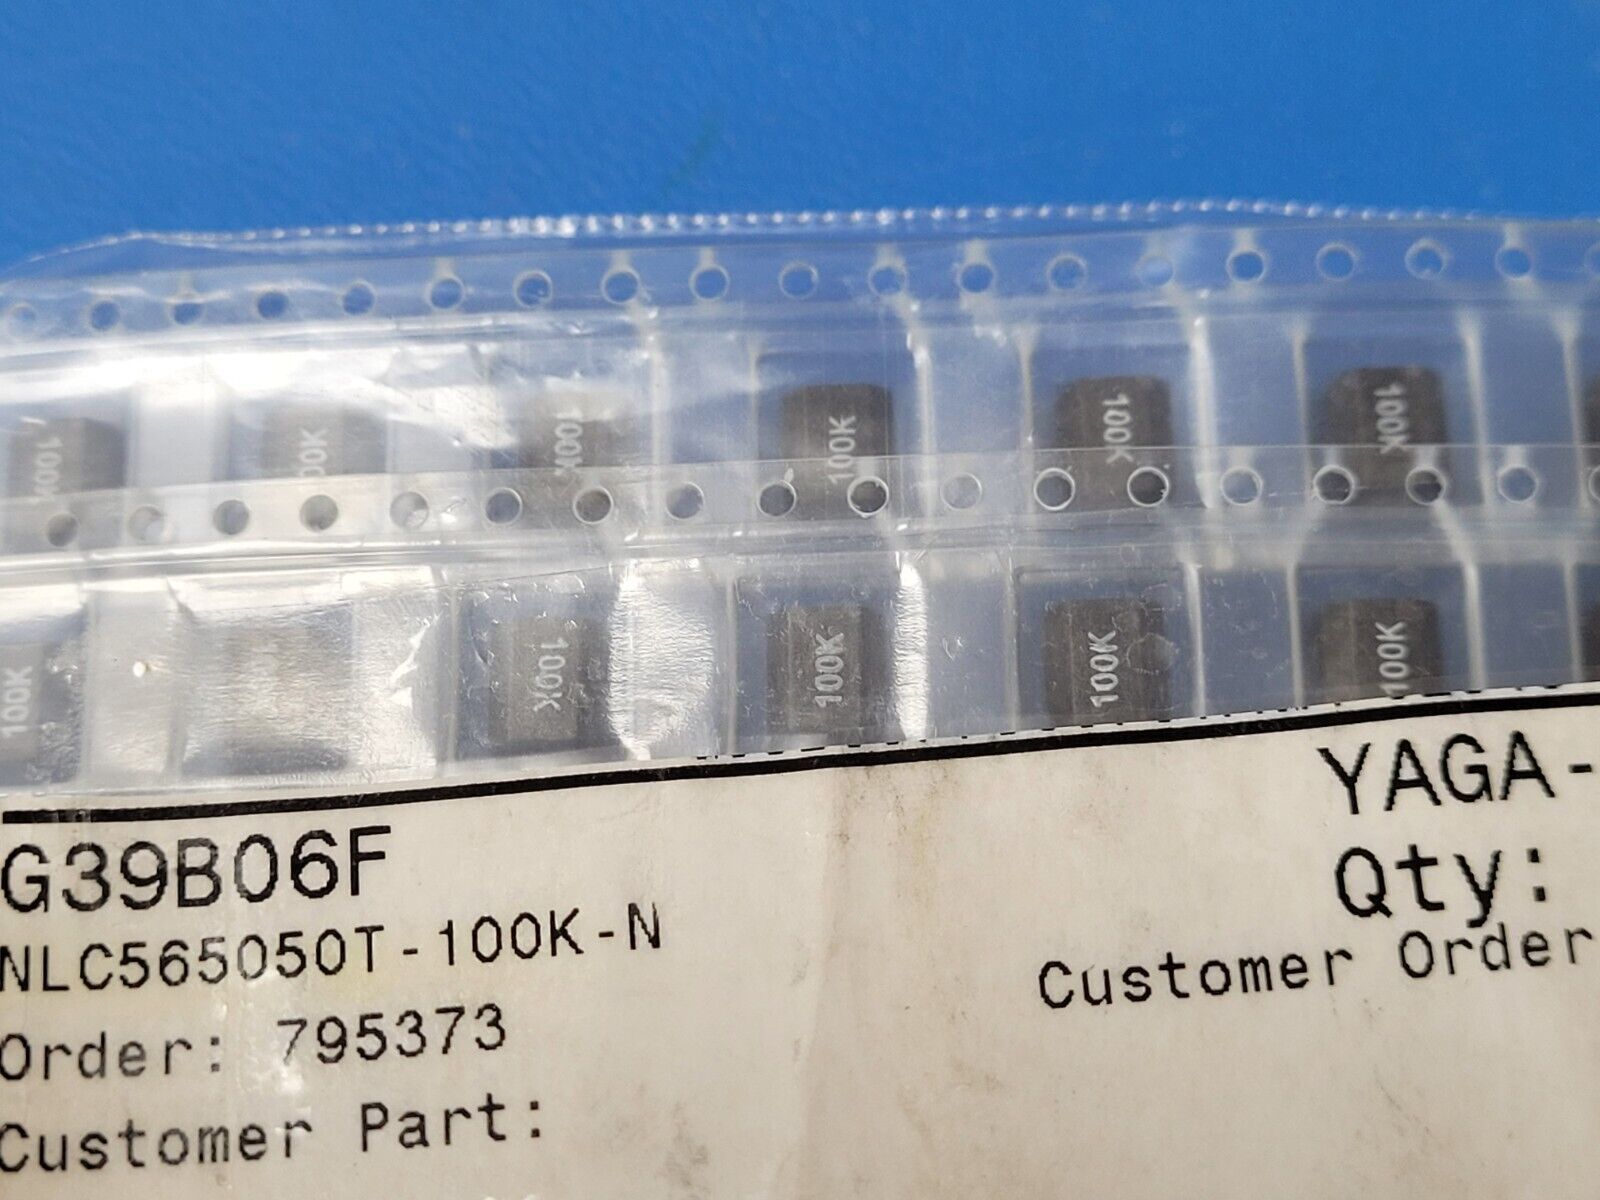 100K
00K
100K
100K
100K
100K
100K
100K
100K
100K
100K
YAGA-
G39B06F
Qty:
NLC565050T-100K-N
Customer Order
Order: 795373
Customer Part: